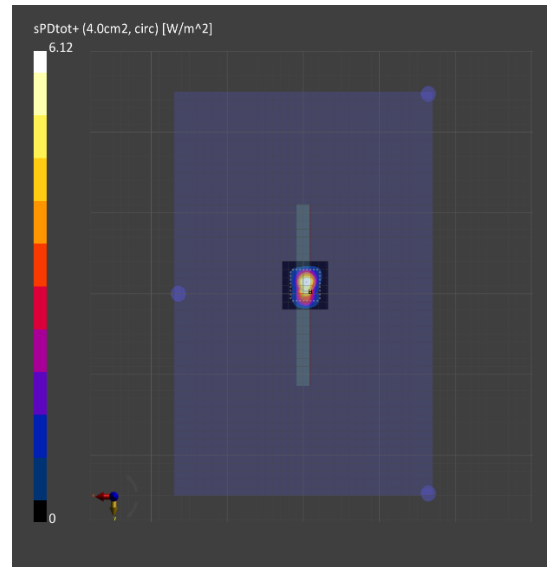 sPDtot+ (4.0cm2, circ) [W/m^2]
6.12
0